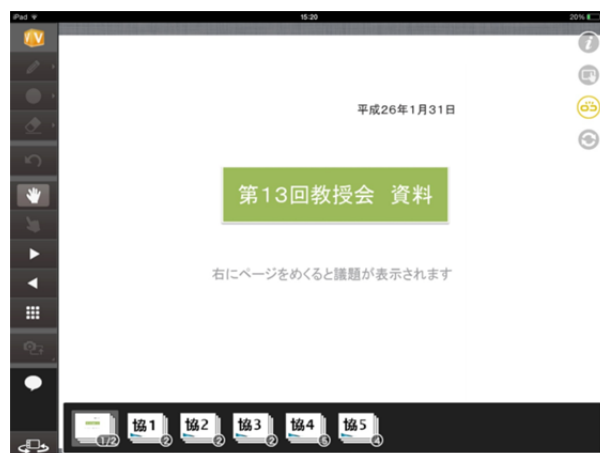 iPad 15:20 20%
平成26年1月31日
第13回教授会 資料
右にページをめくると議題が表示されます
1/2 協1 2 協2 2 協3 2 協4 5 協5 4